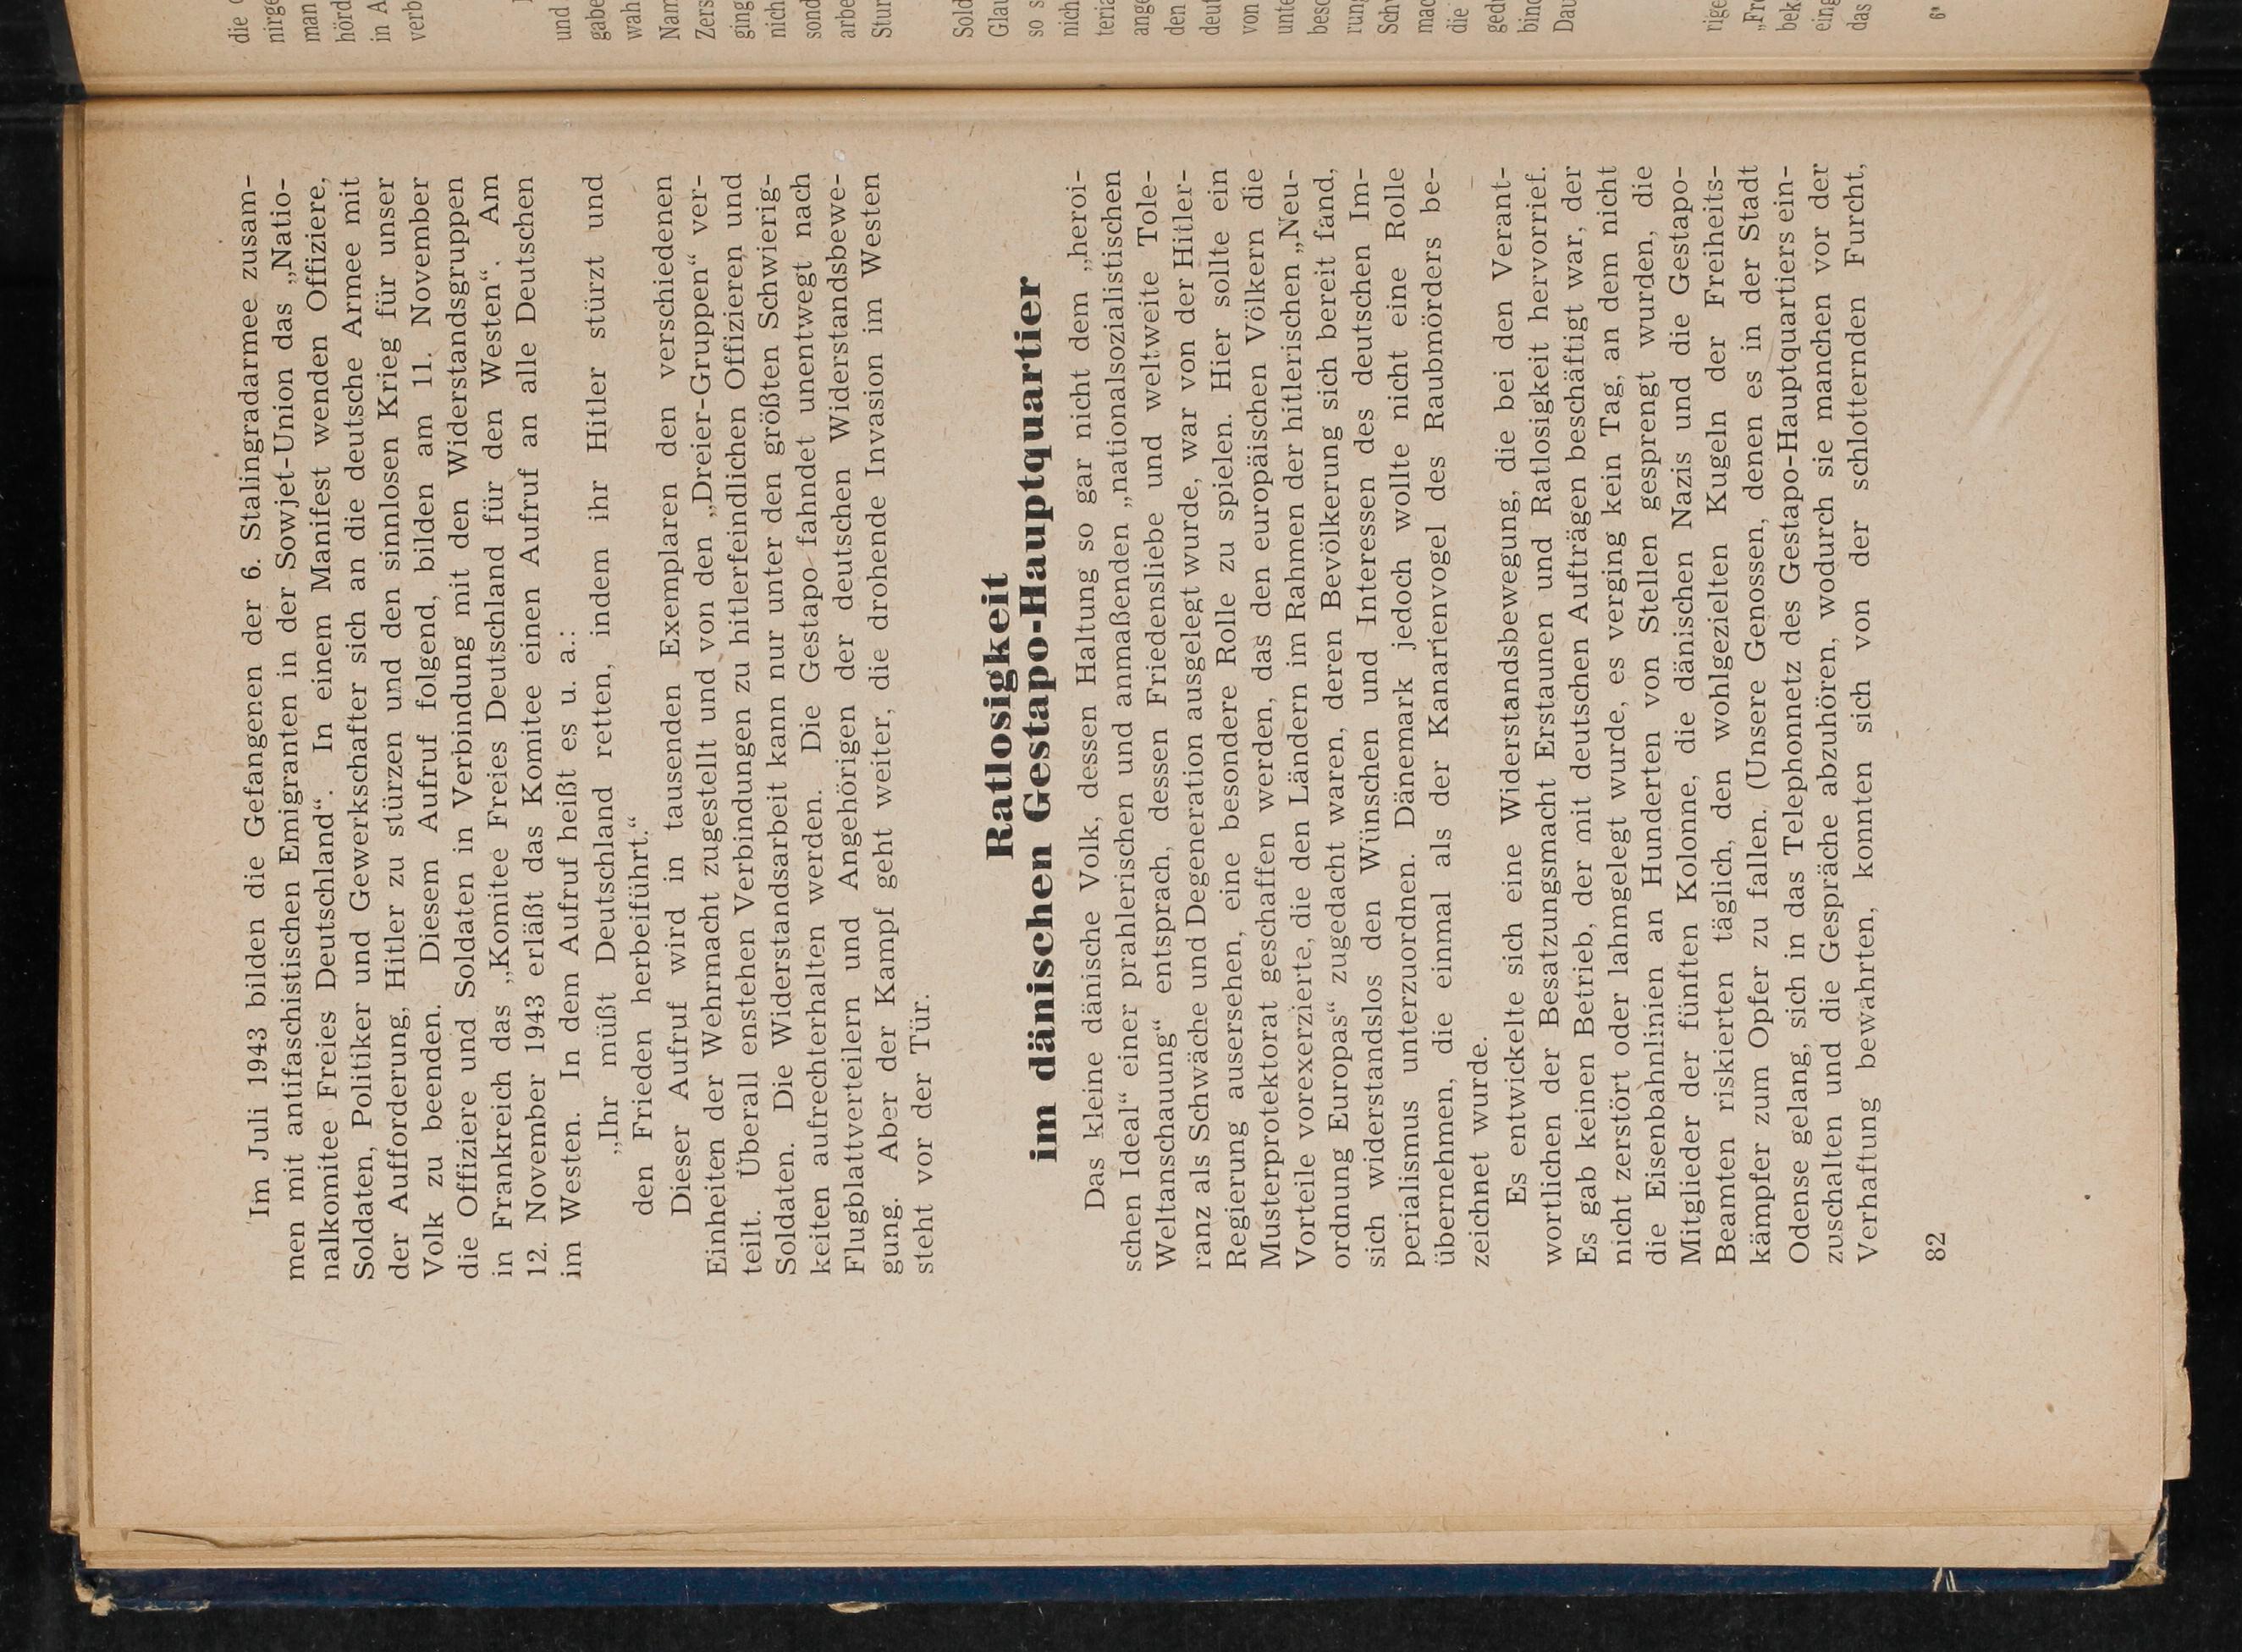 Im Juli 1943 bilden die Gefangenen der 6. Stalingradarmee zusam-
men mit antifaschistischen Emigranten in der Sowjet-Union das „Natio-
nalkomitee Freies Deutschland“. In einem Manifest wenden Offiziere,
Soldaten, Politiker und Gewerkschafter sich an die deutsche Armee mit
der Aufforderung, Hitler zu stürzen und den sinnlosen Krieg für unser
Volk zu beenden. Diesem Aufruf folgend, bilden am 11. November
die Offiziere und Soldaten in Verbindung mit den Widerstandsgruppen
in Frankreich das „Komitee Freies Deutschland für den Westen“. Am
12. November 1943 erläßt das Komitee einen Aufruf an alle Deutschen
im Westen. In dem Aufruf heißt es u. a.:
„Ihr müßt Deutschland retten, indem ihr Hitler stürzt und
den Frieden herbeiführt.“
Dieser Aufruf wird in tausenden Exemplaren den verschiedenen
Einheiten der Wehrmacht zugestellt und von den „Dreier-Gruppen“ ver-
teilt. Überall enstehen Verbindungen zu hitlerfeindlichen Offizieren und
Soldaten. Die Widerstandsarbeit kann nur unter den größten Schwierig-
keiten aufrechterhalten werden. Die Gestapo fahndet unentwegt nach
Flugblattverteilern und Angehörigen der deutschen Widerstandsbewe-
gung. Aber der Kampf geht weiter, die drohende Invasion im Westen
steht vor der Tür.
Ratlosigkeit
im dänischen Gestapo-Hauptquartier
Das kleine dänische Volk, dessen Haltung so gar nicht dem „heroi-
schen Ideal“ einer prahlerischen und anmaßenden „nationalsozialistischen
Weltanschauung“ entsprach, dessen Friedensliebe und weltweite Tole-
ranz als Schwäche und Degeneration ausgelegt wurde, war von der Hitler-
Regierung ausersehen, eine besondere Rolle zu spielen. Hier sollte ein
Musterprotektorat geschaffen werden, das den europäischen Völkern die
Vorteile vorexerzierte, die den Ländern im Rahmen der hitlerischen „Neu-
ordnung Europas“ zugedacht waren, deren Bevölkerung sich bereit fand,
sich widerstandslos den Wünschen und Interessen des deutschen Im-
perialismus unterzuordnen. Dänemark jedoch wollte nicht eine Rolle
übernehmen, die einmal als der Kanarienvogel des Raubmörders be-
zeichnet wurde.
Es entwickelte sich eine Widerstandsbewegung, die bei den Verant-
wortlichen der Besatzungsmacht Erstaunen und Ratlosigkeit hervorrief.
Es gab keinen Betrieb, der mit deutschen Aufträgen beschäftigt war, der
nicht zerstört oder lahmgelegt wurde, es verging kein Tag, an dem nicht
die Eisenbahnlinien an Hunderten von Stellen gesprengt wurden, die
Mitglieder der fünften Kolonne, die dänischen Nazis und die Gestapo-
Beamten riskierten täglich, den wohlgezielten Kugeln der Freiheits-
kämpfer zum Opfer zu fallen. (Unsere Genossen, denen es in der Stadt
Odense gelang, sich in das Telephonnetz des Gestapo-Hauptquartiers ein-
zuschalten und die Gespräche abzuhören, wodurch sie manchen vor der
Verhaftung bewahrten, konnten sich von der schlotternden Furcht,
82